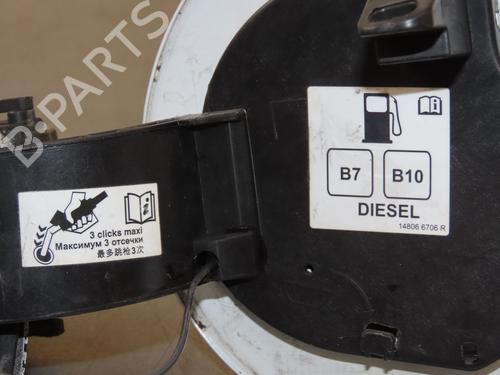 B·PARTS
B7 B10
DIESEL
14806 6706 R
3 clicks maxi
Максимум 3 отсечки
最多跳枪3次